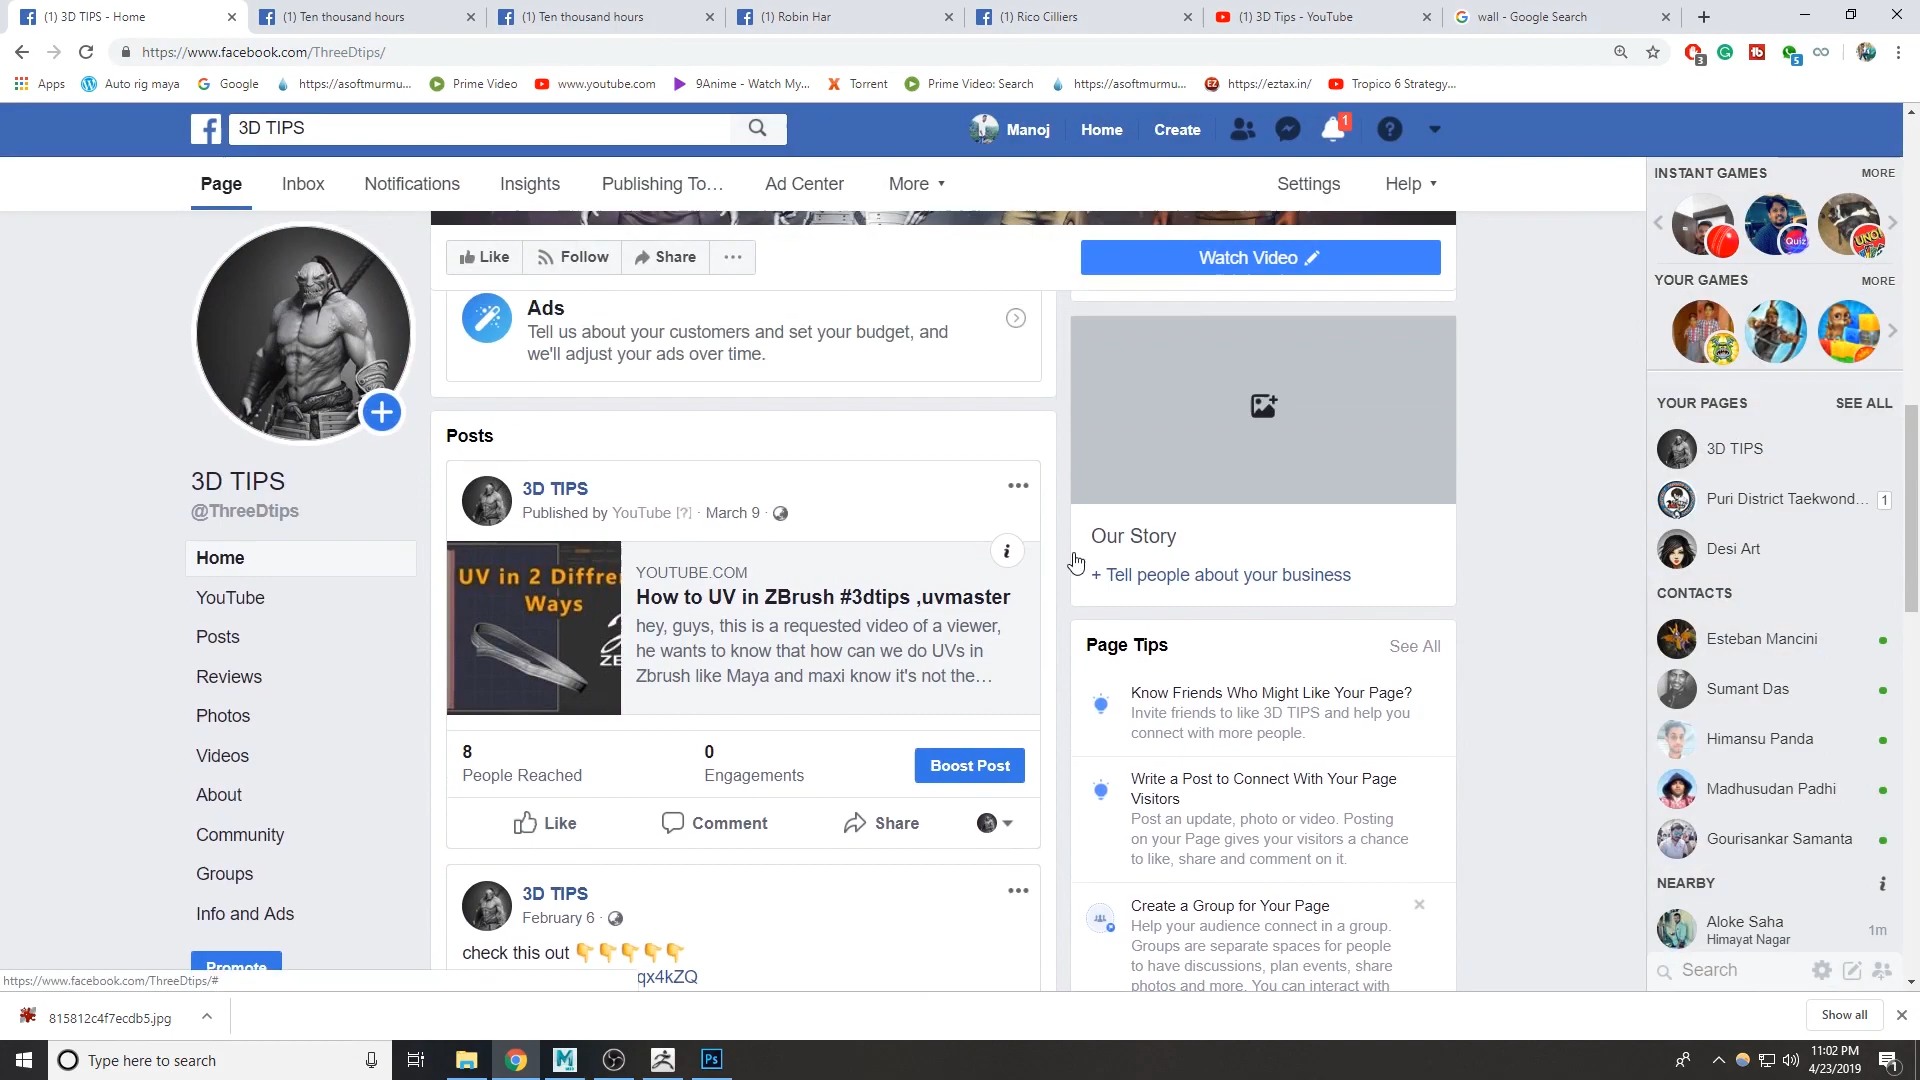 (1) 3D TIPS - Home
(1) Ten thousand hours
(1) Ten thousand hours
(1) Robin Har
(1) Rico Cilliers
(1) 3D Tips - YouTube
wall - Google Search
https://www.facebook.com/ThreeDtips/
3
5
Apps
Auto rig maya
Google
https://asoftmurmu...
Prime Video
www.youtube.com
9Anime - Watch My...
Torrent
Prime Video: Search
https://asoftmurmu...
https://eztax.in/
Tropico 6 Strategy...
3D TIPS
Manoj
Home
Create
1
Page
Inbox
Notifications
Insights
Publishing To...
Ad Center
More
Settings
Help
Like
Follow
Share
Watch Video
3D TIPS
@ThreeDtips
Home
YouTube
Posts
Reviews
Photos
Videos
About
Community
Groups
Info and Ads
Promote
Ads
Tell us about your customers and set your budget, and
we'll adjust your ads over time.
Posts
3D TIPS
Published by YouTube [?] · March 9 ·
UV in 2 Diffre
Ways
YOUTUBE.COM
How to UV in ZBrush #3dtips ,uvmaster
hey, guys, this is a requested video of a viewer,
he wants to know that how can we do UVs in
Zbrush like Maya and maxi know it's not the...
8
People Reached
0
Engagements
Boost Post
Like
Comment
Share
3D TIPS
February 6 ·
check this out 👇👇👇👇👇
qx4kZQ
Our Story
+ Tell people about your business
Page Tips
See All
Know Friends Who Might Like Your Page?
Invite friends to like 3D TIPS and help you
connect with more people.
Write a Post to Connect With Your Page
Visitors
Post an update, photo or video. Posting
on your Page gives your visitors a chance
to like, share and comment on it.
Create a Group for Your Page
Help your audience connect in a group.
Groups are separate spaces for people
to have discussions, plan events, share
photos and more. You can interact with
INSTANT GAMES
MORE
Quiz
UNO!
YOUR GAMES
MORE
YOUR PAGES
SEE ALL
3D TIPS
Puri District Taekwond...
1
Desi Art
CONTACTS
Esteban Mancini
Sumant Das
Himansu Panda
Madhusudan Padhi
Gourisankar Samanta
NEARBY
Aloke Saha
Himayat Nagar
1m
Search
https://www.facebook.com/ThreeDtips/#
815812c4f7ecdb5.jpg
Show all
Type here to search
Ps
11:02 PM
4/23/2019
1